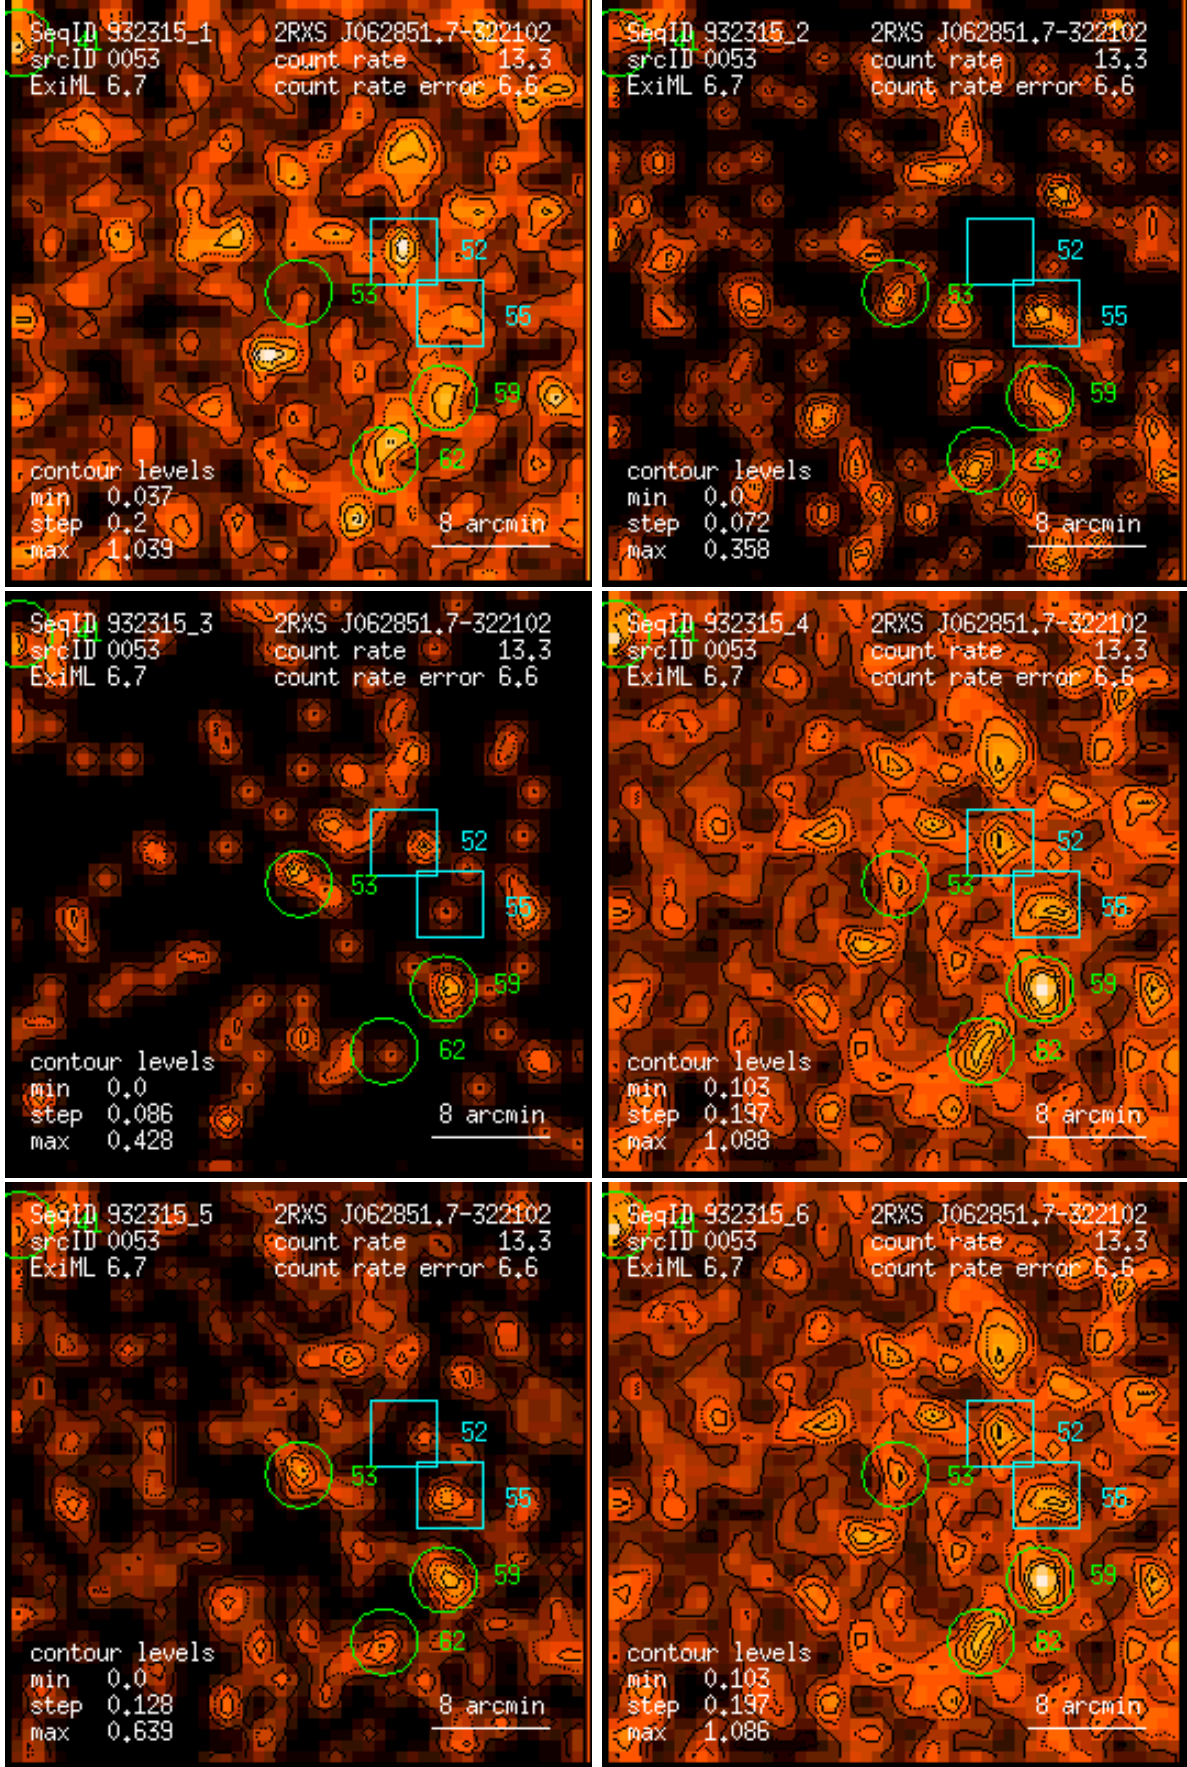 SeqID 932315_1 2RXS J062851.7-322102
41
srcID 0053 count rate 13.3
ExiML 6.7 count rate error 6.6
52
53
55
59
62
contour levels
min 0.037
step 0.2 8 arcmin
max 1.039
SeqID 932315_2 2RXS J062851.7-322102
41
srcID 0053 count rate 13.3
ExiML 6.7 count rate error 6.6
52
53
55
59
62
contour levels
min 0.0
step 0.072 8 arcmin
max 0.358
SeqID 932315_3 2RXS J062851.7-322102
41
srcID 0053 count rate 13.3
ExiML 6.7 count rate error 6.6
52
53
55
59
62
contour levels
min 0.0
step 0.086 8 arcmin
max 0.428
SeqID 932315_4 2RXS J062851.7-322102
41
srcID 0053 count rate 13.3
ExiML 6.7 count rate error 6.6
52
53
55
59
62
contour levels
min 0.103
step 0.197 8 arcmin
max 1.088
SeqID 932315_5 2RXS J062851.7-322102
41
srcID 0053 count rate 13.3
ExiML 6.7 count rate error 6.6
52
53
55
59
62
contour levels
min 0.0
step 0.128 8 arcmin
max 0.639
SeqID 932315_6 2RXS J062851.7-322102
41
srcID 0053 count rate 13.3
ExiML 6.7 count rate error 6.6
52
53
55
59
62
contour levels
min 0.103
step 0.197 8 arcmin
max 1.086